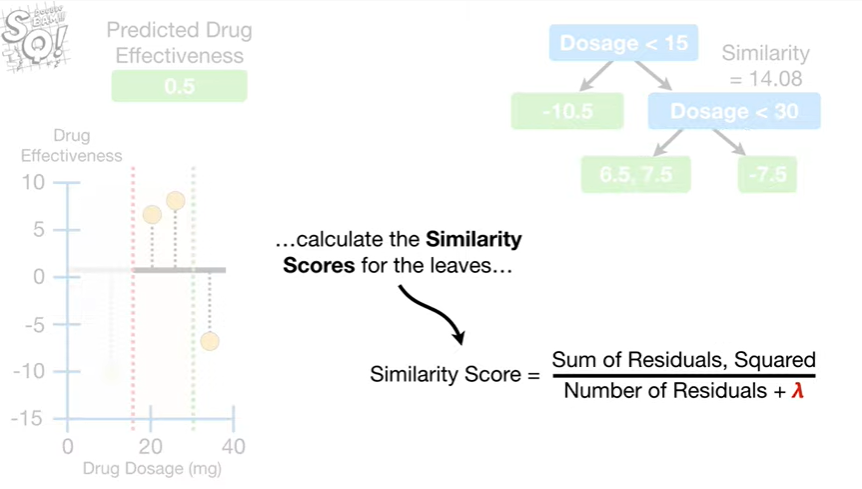 SQ!
Predicted Drug
Effectiveness
0.5
Dosage < 15
Similarity
= 14.08
-10.5
Dosage < 30
6.5, 7.5
-7.5
Drug
Effectiveness
10
5
0
-5
-10
-15
0
20
40
Drug Dosage (mg)
…calculate the Similarity
Scores for the leaves…
Similarity Score =
Sum of Residuals, Squared
Number of Residuals + λ